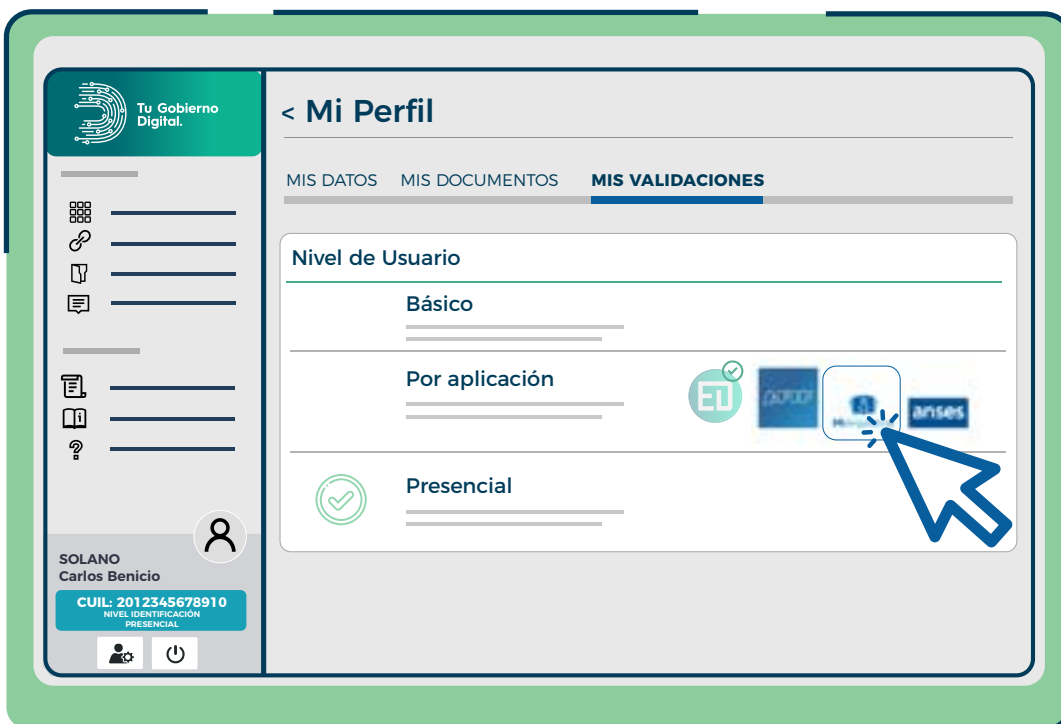 Tu Gobierno
Digital.
< Mi Perfil
MIS DATOS MIS DOCUMENTOS MIS VALIDACIONES
Nivel de Usuario
Básico
Por aplicación
anses
Presencial
SOLANO
Carlos Benicio
CUIL: 2012345678910
NIVEL IDENTIFICACIÓN
PRESENCIAL